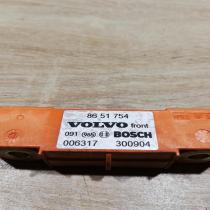 86 51 754
VOLVO front
091 BOSCH
006317 300904